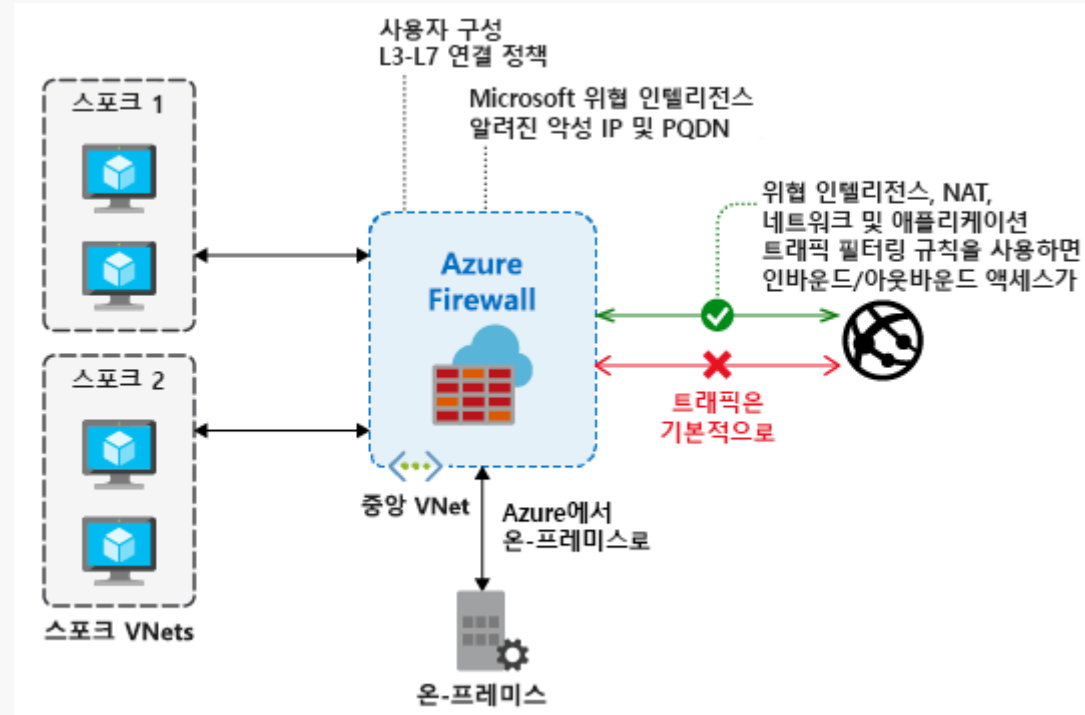 사용자 구성
L3-L7 연결 정책
Microsoft 위협 인텔리전스
알려진 악성 IP 및 PQDN
스포크 1
위협 인텔리전스, NAT,
네트워크 및 애플리케이션
트래픽 필터링 규칙을 사용하면
인바운드/아웃바운드 액세스가
Azure
Firewall
스포크 2
트래픽은
기본적으로
중앙 VNet
Azure에서
온-프레미스로
스포크 VNets
온-프레미스